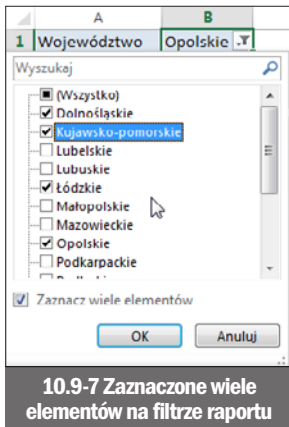 A B
1 Województwo Opolskie
Wyszukaj
(Wszystko)
Dolnośląskie
Kujawsko-pomorskie
Lubelskie
Lubuskie
Łódzkie
Małopolskie
Mazowieckie
Opolskie
Podkarpackie
Zaznacz wiele elementów
OK Anuluj
10.9-7 Zaznaczone wiele
elementów na filtrze raportu